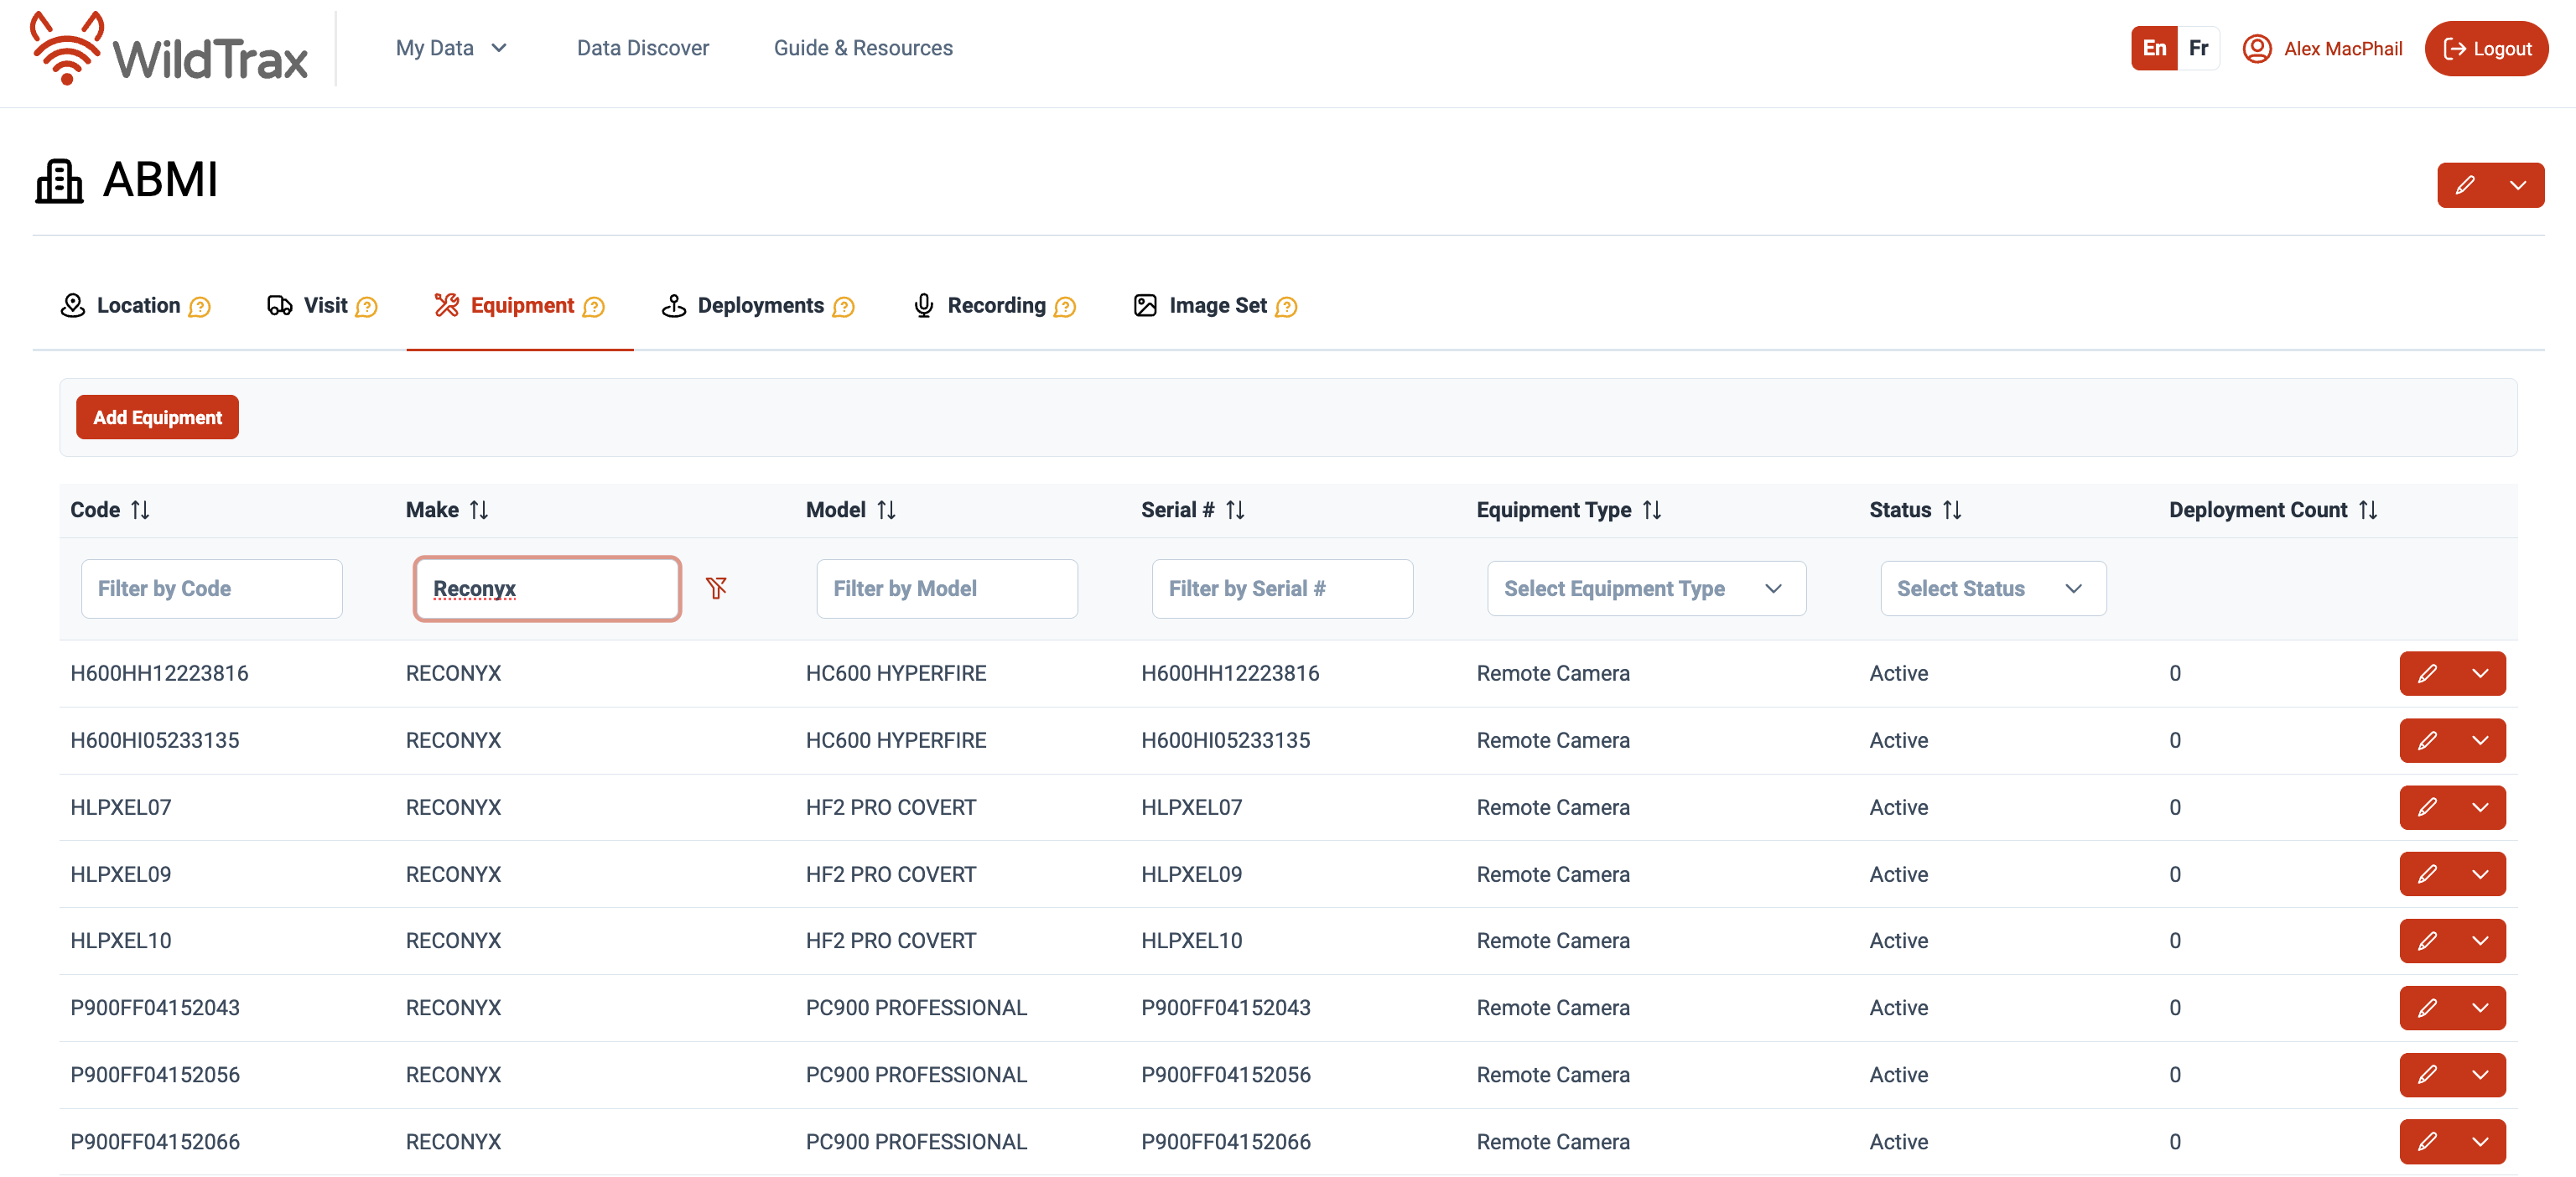 WildTrax
My Data Data Discover Guide & Resources En Fr Alex MacPhail Logout
ABMI
Location ? Visit ? Equipment ? Deployments ? Recording ? Image Set ?
Add Equipment
Code Make Model Serial # Equipment Type Status Deployment Count
Filter by Code Reconyx Filter by Model Filter by Serial # Select Equipment Type Select Status
H600HH12223816 RECONYX HC600 HYPERFIRE H600HH12223816 Remote Camera Active 0
H600HI05233135 RECONYX HC600 HYPERFIRE H600HI05233135 Remote Camera Active 0
HLPXEL07 RECONYX HF2 PRO COVERT HLPXEL07 Remote Camera Active 0
HLPXEL09 RECONYX HF2 PRO COVERT HLPXEL09 Remote Camera Active 0
HLPXEL10 RECONYX HF2 PRO COVERT HLPXEL10 Remote Camera Active 0
P900FF04152043 RECONYX PC900 PROFESSIONAL P900FF04152043 Remote Camera Active 0
P900FF04152056 RECONYX PC900 PROFESSIONAL P900FF04152056 Remote Camera Active 0
P900FF04152066 RECONYX PC900 PROFESSIONAL P900FF04152066 Remote Camera Active 0